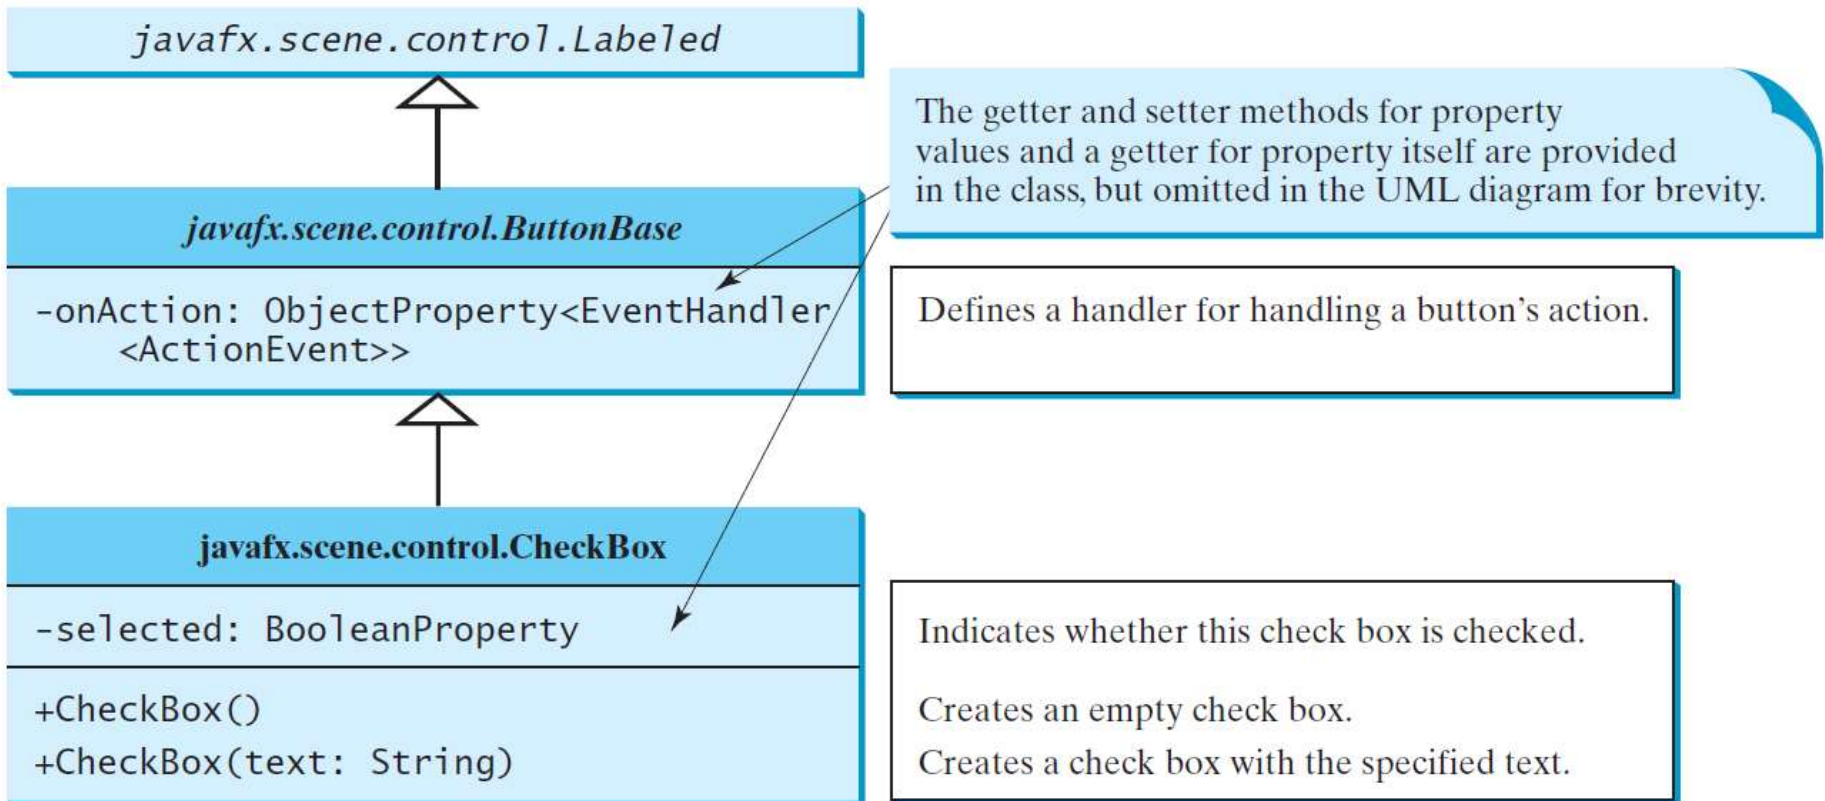 javafx.scene.control.Labeled
The getter and setter methods for property
values and a getter for property itself are provided
in the class, but omitted in the UML diagram for brevity.
javafx.scene.control.ButtonBase
-onAction: ObjectProperty<EventHandler
<ActionEvent>>
Defines a handler for handling a button’s action.
javafx.scene.control.CheckBox
-selected: BooleanProperty
Indicates whether this check box is checked.
+CheckBox()
Creates an empty check box.
+CheckBox(text: String)
Creates a check box with the specified text.